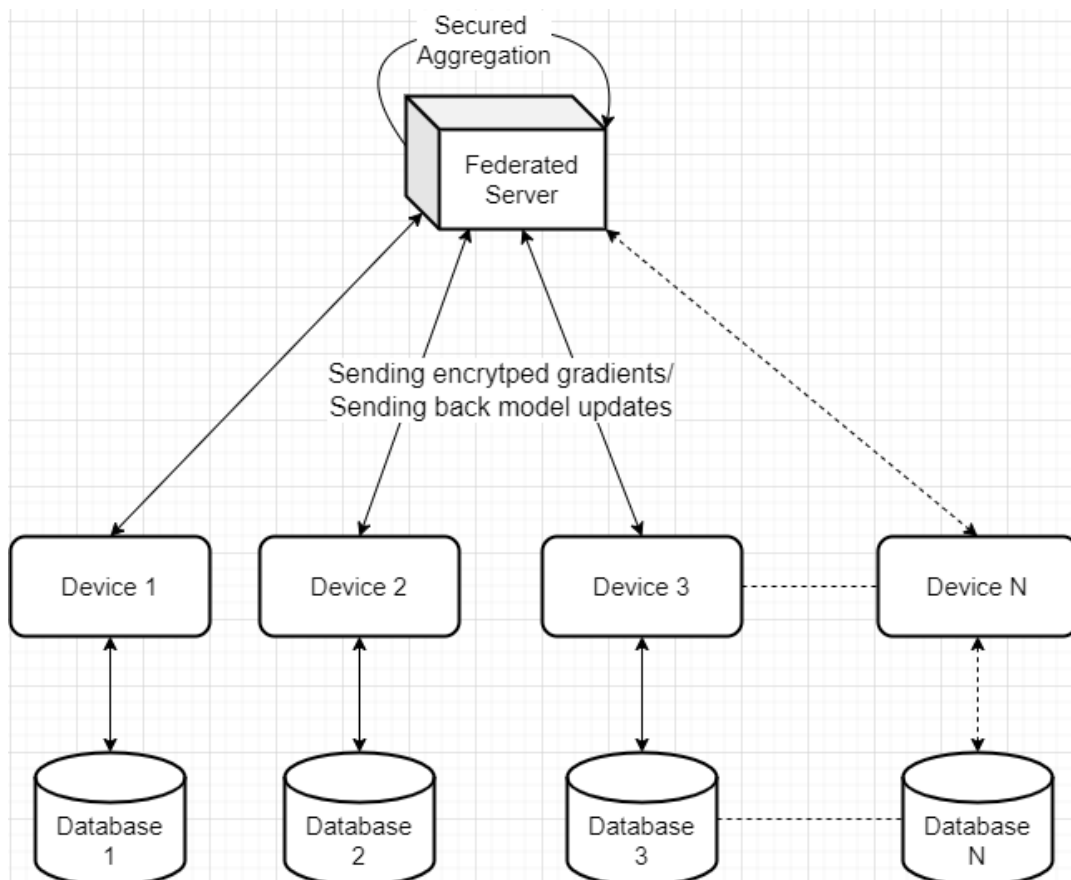 Secured
Aggregation
Federated
Server
Sending encrytped gradients/
Sending back model updates
Device 1
Device 2
Device 3
Device N
Database
1
Database
2
Database
3
Database
N